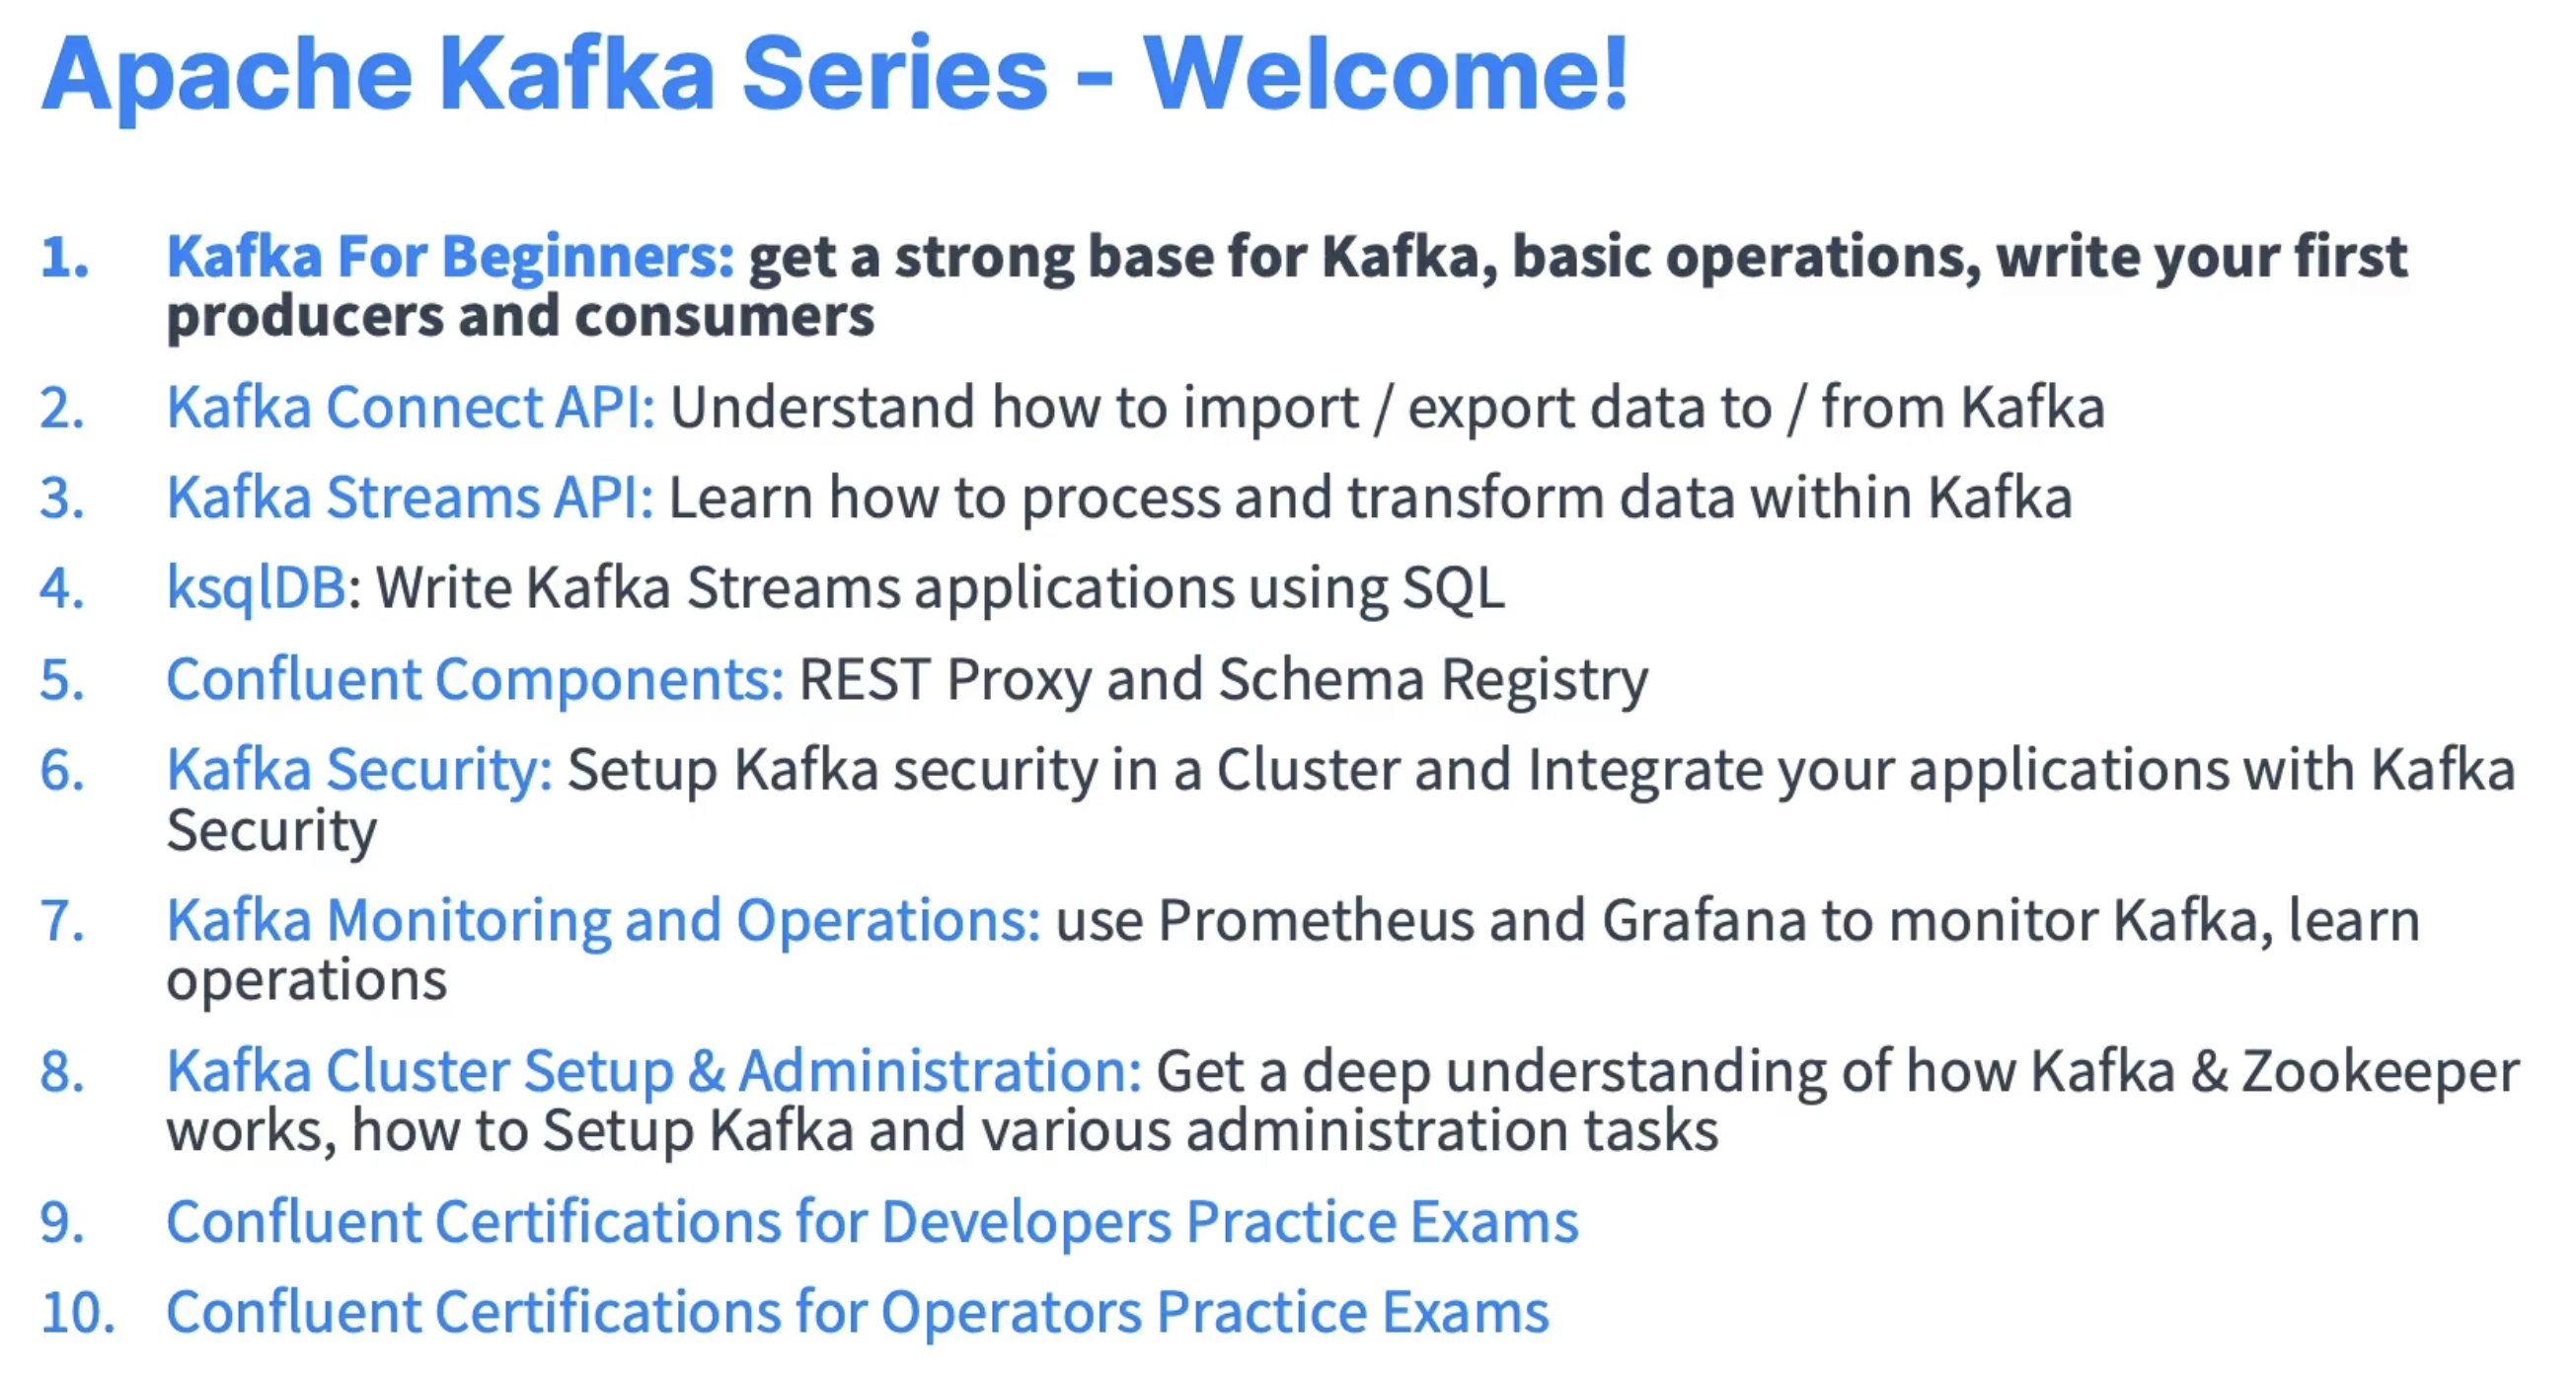 Apache Kafka Series - Welcome!
1. Kafka For Beginners: get a strong base for Kafka, basic operations, write your first
producers and consumers
2. Kafka Connect API: Understand how to import / export data to / from Kafka
3. Kafka Streams API: Learn how to process and transform data within Kafka
4. ksqlDB: Write Kafka Streams applications using SQL
5. Confluent Components: REST Proxy and Schema Registry
6. Kafka Security: Setup Kafka security in a Cluster and Integrate your applications with Kafka
Security
7. Kafka Monitoring and Operations: use Prometheus and Grafana to monitor Kafka, learn
operations
8. Kafka Cluster Setup & Administration: Get a deep understanding of how Kafka & Zookeeper
works, how to Setup Kafka and various administration tasks
9. Confluent Certifications for Developers Practice Exams
10. Confluent Certifications for Operators Practice Exams